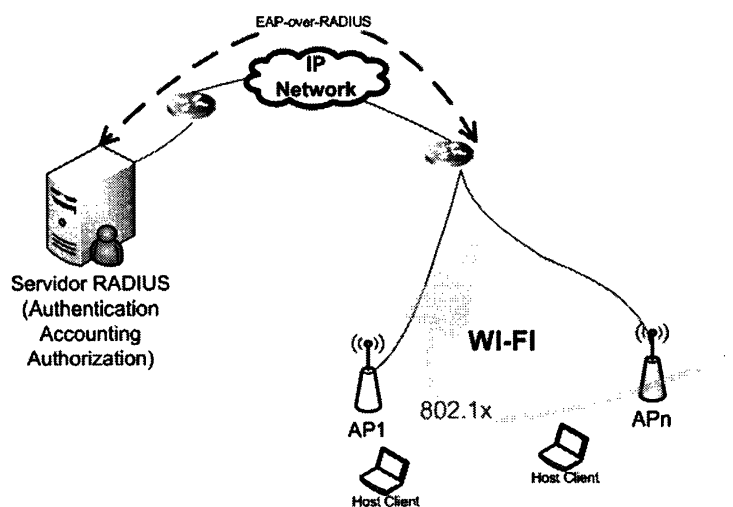 EAP-over-RADIUS
IP
Network
Servidor RADIUS
(Authentication
Accounting
Authorization)
WI-FI
802.1x
AP1
APn
Host Client
Host Client